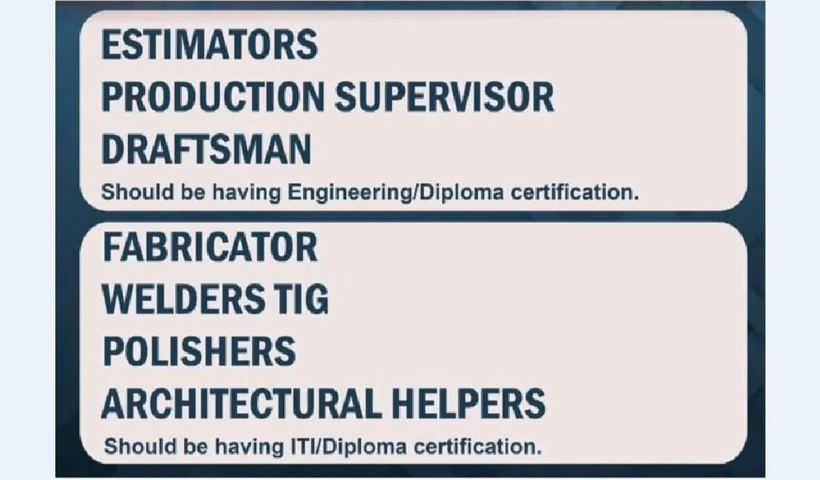 ESTIMATORS
PRODUCTION SUPERVISOR
DRAFTSMAN
Should be having Engineering/Diploma certification.
FABRICATOR
WELDERS TIG
POLISHERS
ARCHITECTURAL HELPERS
Should be having ITI/Diploma certification.